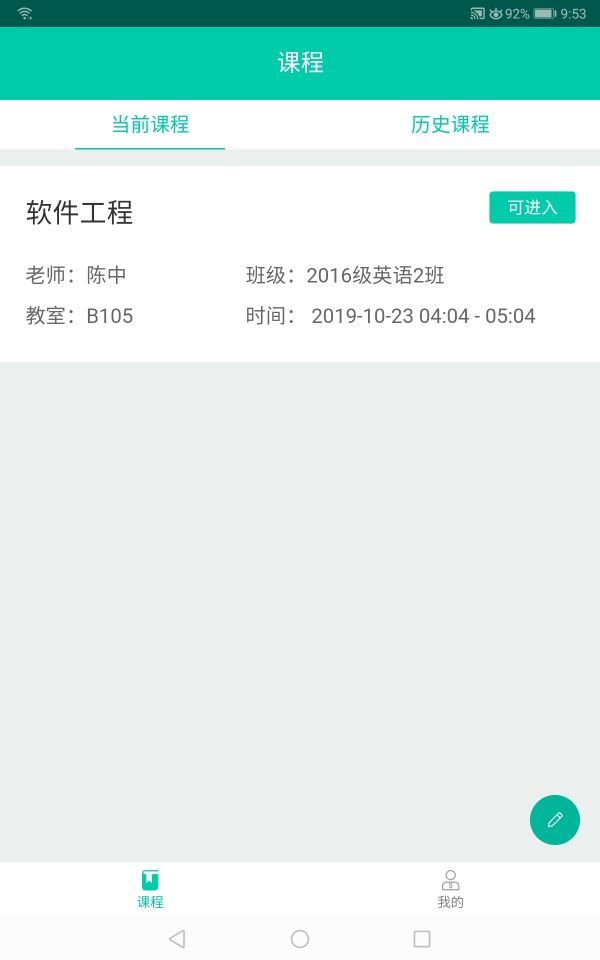 92% 9:53
课程
当前课程 历史课程
软件工程 可进入
老师：陈中 班级：2016级英语2班
教室：B105 时间： 2019-10-23 04:04 - 05:04
课程 我的